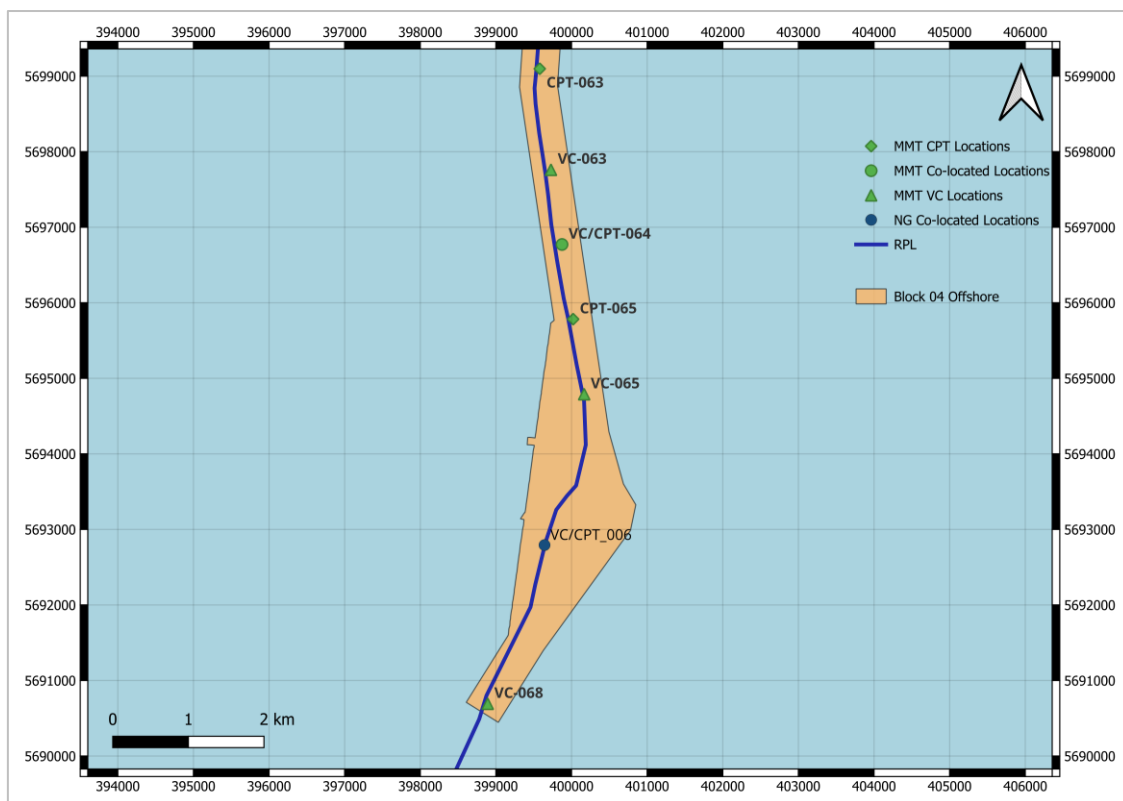 394000 395000 396000 397000 398000 399000 400000 401000 402000 403000 404000 405000 406000
5699000 5699000
CPT-063
5698000 5698000
VC-063
5697000 5697000
VC/CPT-064
5696000 5696000
CPT-065
5695000 5695000
VC-065
5694000 5694000
5693000 5693000
VC/CPT_006
5692000 5692000
5691000 5691000
VC-068
5690000 5690000
MMT CPT Locations
MMT Co-located Locations
MMT VC Locations
NG Co-located Locations
RPL
Block 04 Offshore
0 1 2 km
394000 395000 396000 397000 398000 399000 400000 401000 402000 403000 404000 405000 406000